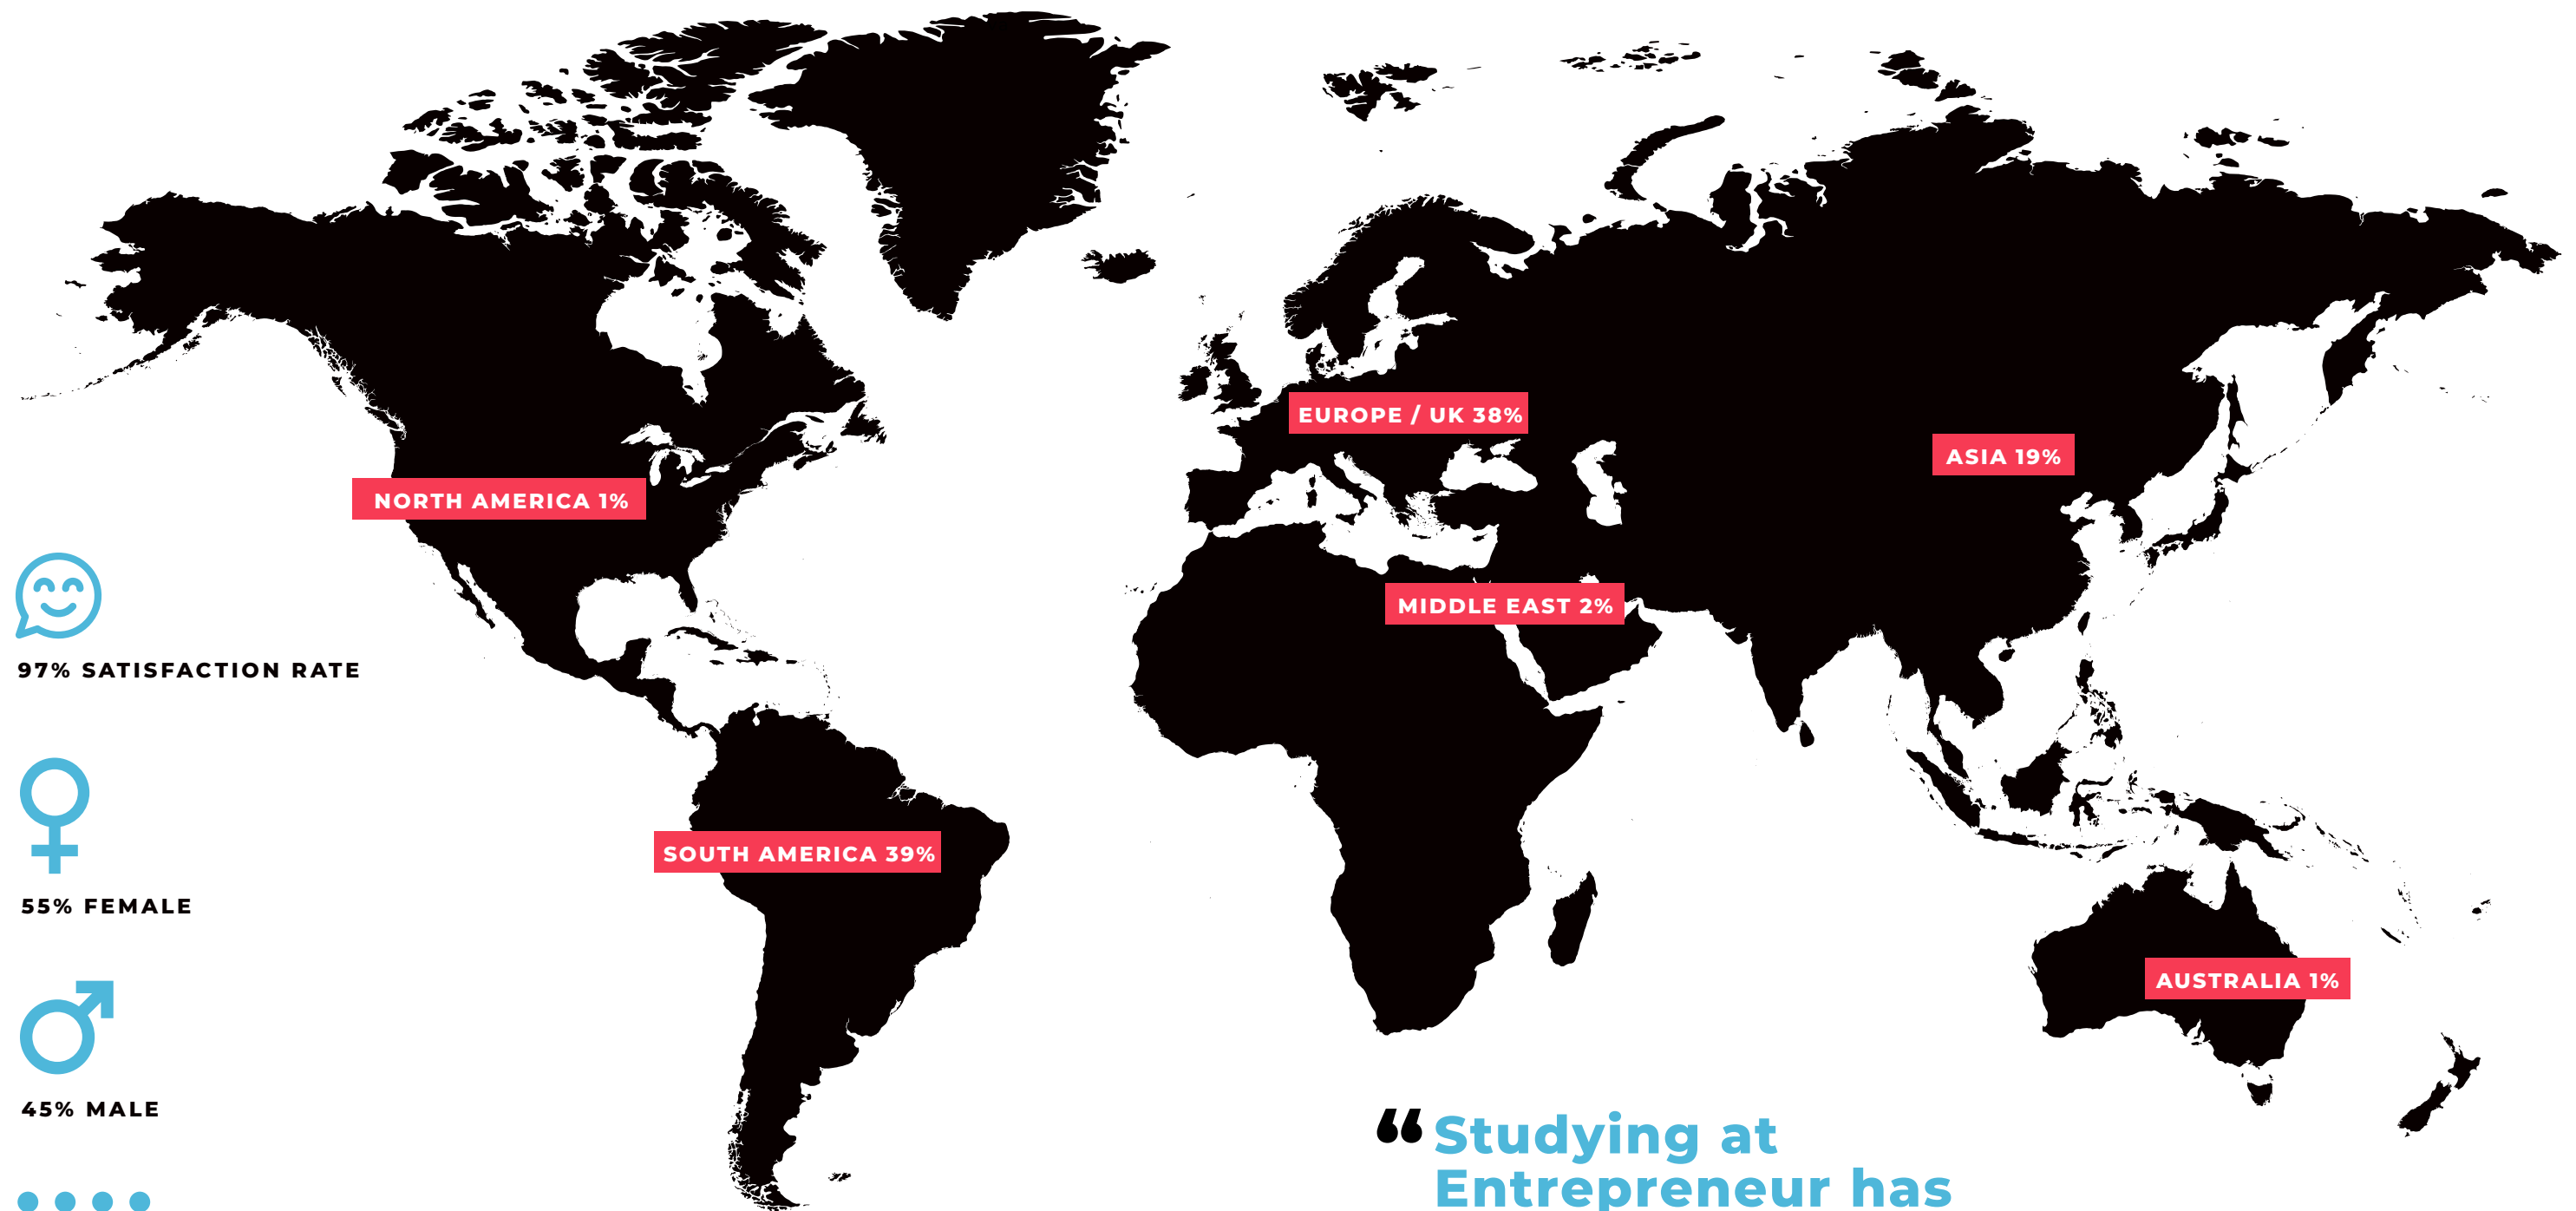 EUROPE / UK 38%
ASIA 19%
NORTH AMERICA 1%
MIDDLE EAST 2%
97% SATISFACTION RATE
SOUTH AMERICA 39%
55% FEMALE
AUSTRALIA 1%
45% MALE
“ Studying at
Entrepreneur has